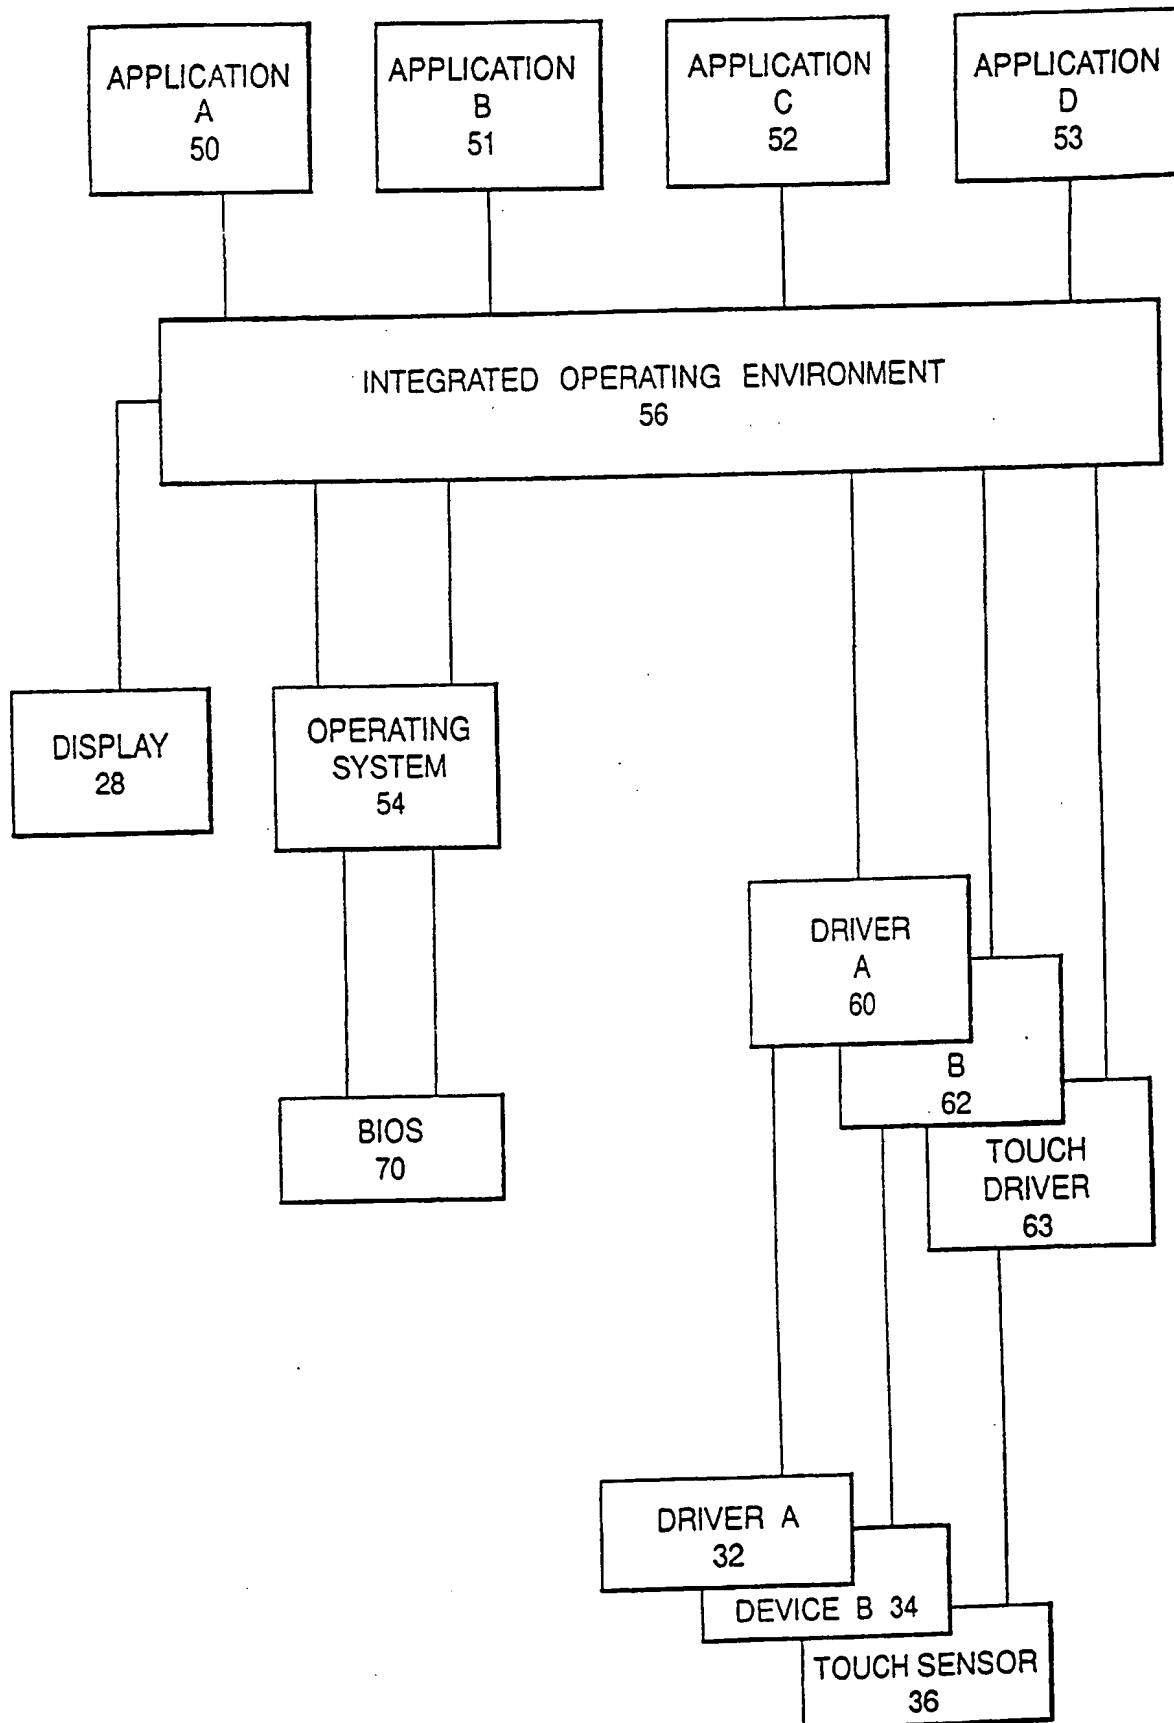 APPLICATION
A
50
APPLICATION
B
51
APPLICATION
C
52
APPLICATION
D
53
INTEGRATED OPERATING ENVIRONMENT
56
DISPLAY
28
OPERATING
SYSTEM
54
DRIVER
A
60
B
62
BIOS
70
TOUCH
DRIVER
63
DRIVER A
32
DEVICE B 34
TOUCH SENSOR
36